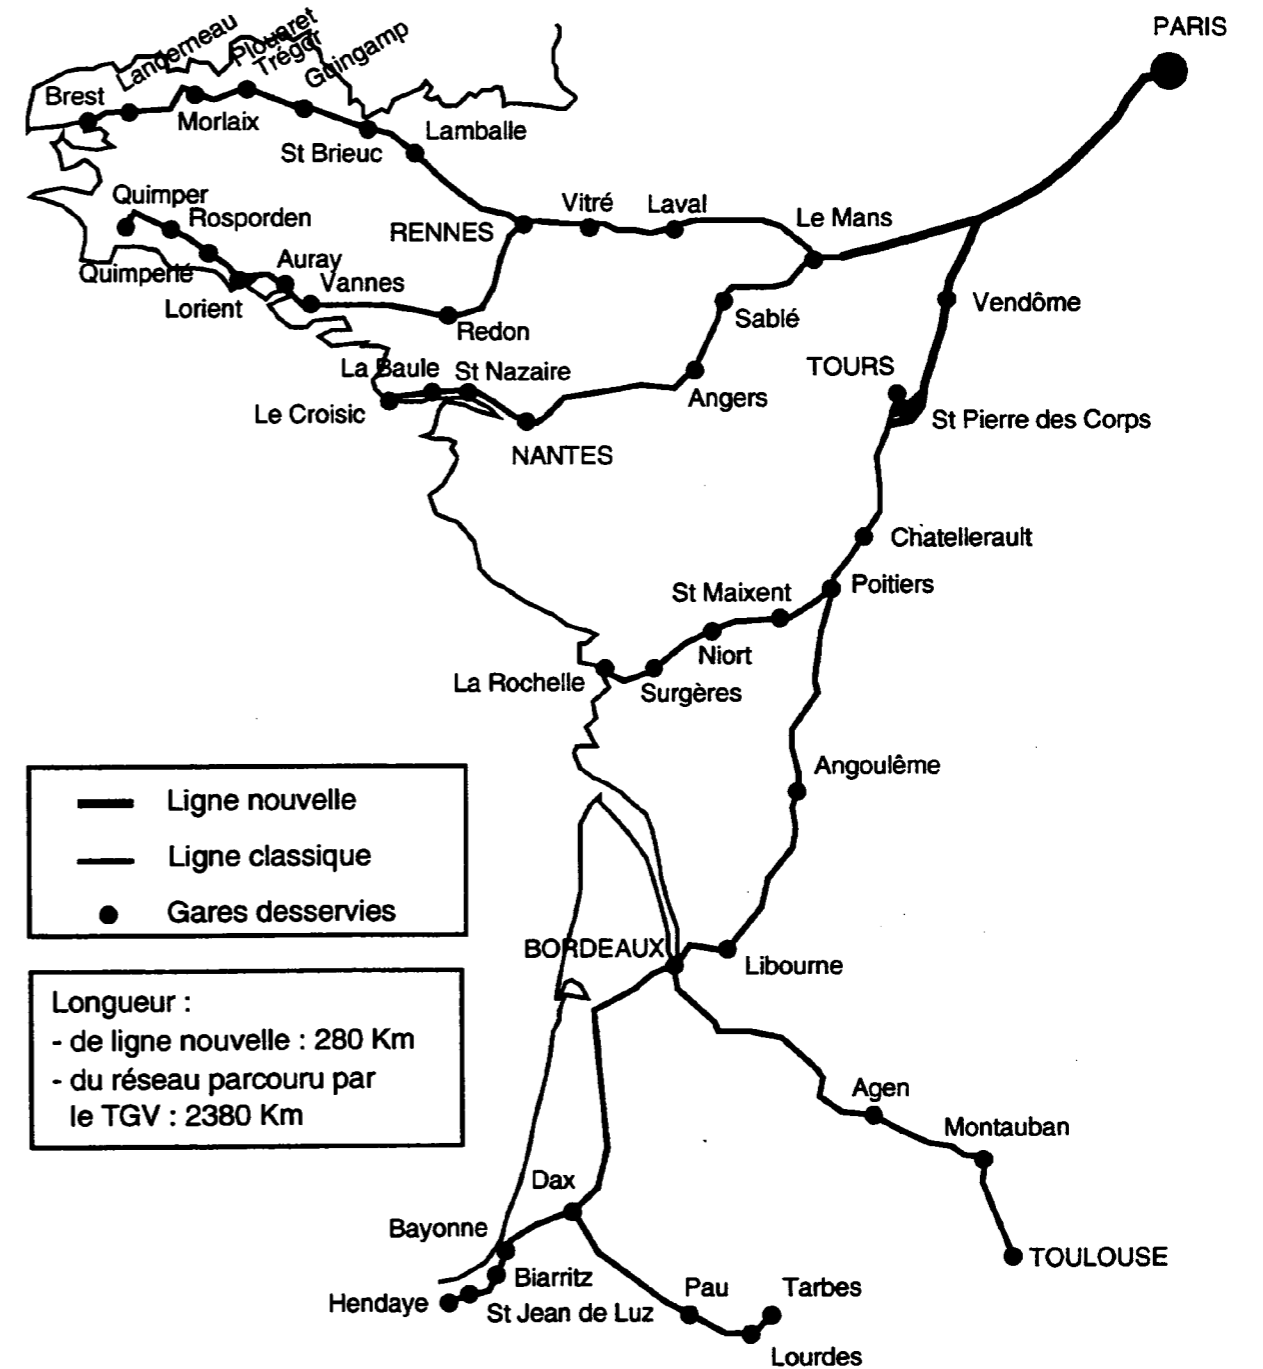 PARIS
Landerneau
Plouaret
Trégor
Guingamp
Brest
Morlaix
St Brieuc
Lamballe
Quimper
Rosporden
RENNES
Vitré
Laval
Le Mans
Quimperlé
Auray
Vannes
Lorient
Redon
Sablé
Vendôme
La Baule
St Nazaire
TOURS
Le Croisic
Angers
St Pierre des Corps
NANTES
Chatellerault
St Maixent
Poitiers
Niort
La Rochelle
Surgères
Angoulême
Ligne nouvelle
Ligne classique
Gares desservies
BORDEAUX
Libourne
Longueur :
- de ligne nouvelle : 280 Km
- du réseau parcouru par
le TGV : 2380 Km
Agen
Montauban
Dax
Bayonne
TOULOUSE
Biarritz
Hendaye
St Jean de Luz
Pau
Tarbes
Lourdes